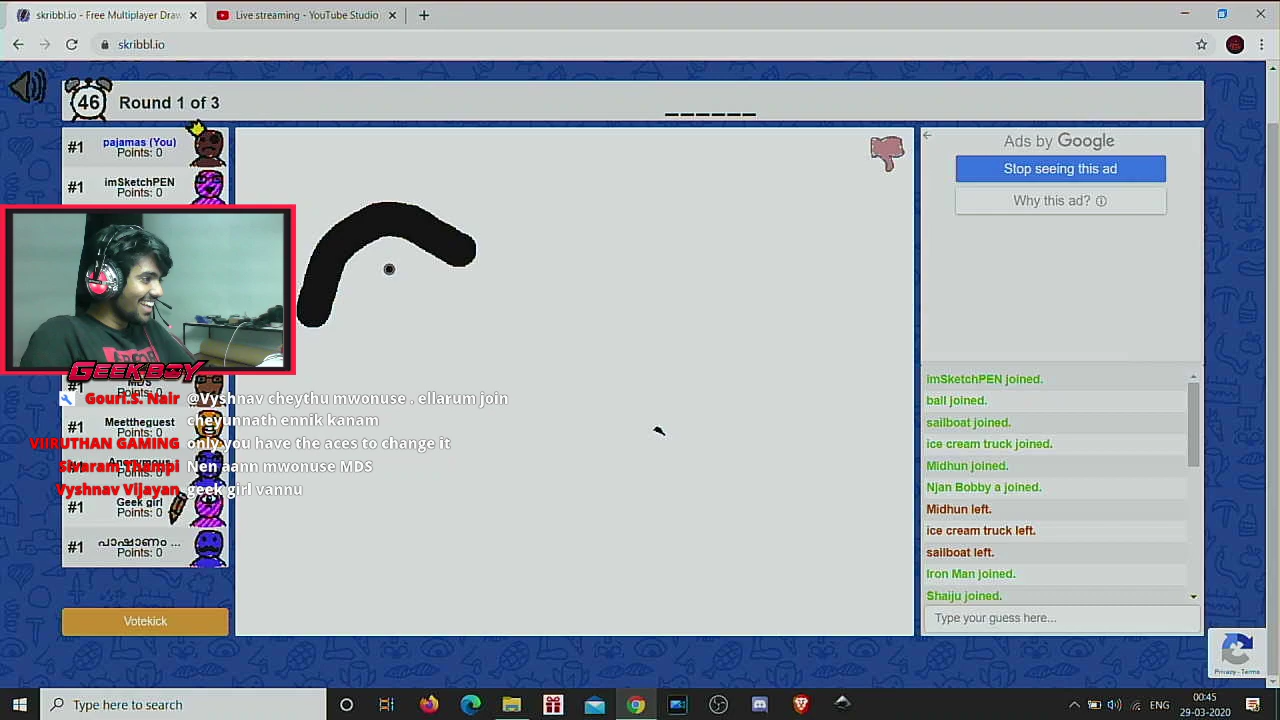 skribbl.io - Free Multiplayer Draw
Live streaming - YouTube Studio
skribbl.io
46
Round 1 of 3
______
#1
pajamas (You)
Points: 0
#1
imSketchPEN
Points: 0
GEEKBOY
#1
MDS
Points: 0
Gouri.S. Nair @Vyshnav cheythu mwonuse . ellarum join
cheyunnath ennik kanam
#1
Meettheguest
Points: 0
VIIRUTHAN GAMING only you have the aces to change it
#1
Anonymous
Points: 0
Sivaram Thampi Nen aann mwonuse MDS
Vyshnav Vijayan geek girl vannu
#1
Geek girl
Points: 0
#1
പാഷാണം ...
Points: 0
Votekick
Ads by Google
Stop seeing this ad
Why this ad?
imSketchPEN joined.
ball joined.
sailboat joined.
ice cream truck joined.
Midhun joined.
Njan Bobby a joined.
Midhun left.
ice cream truck left.
sailboat left.
Iron Man joined.
Shaiju joined.
Type your guess here...
Privacy - Terms
Type here to search
ENG
00:45
29-03-2020